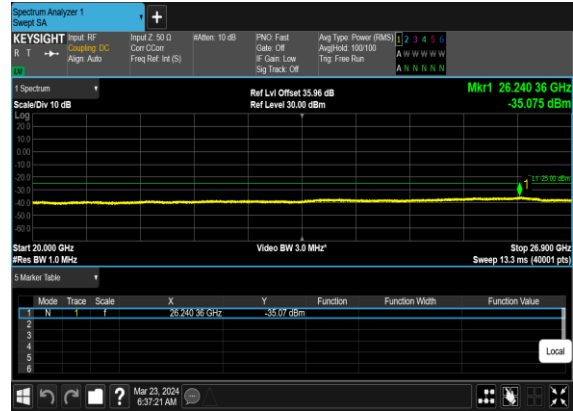 Spectrum Analyzer 1
Swept SA
+
KEYSIGHT Input: RF Input Z: 50 Ω #Atten: 10 dB PNO: Fast Avg Type: Power (RMS) 1 2 3 4 5 6
R T Coupling: DC Corr CCorr Gate: Off Avg|Hold: 100/100 A W W W W W
Align: Auto Freq Ref: Int (S) IF Gain: Low Trig: Free Run
LXI Sig Track: Off A N N N N N
1 Spectrum Ref Lvl Offset 35.96 dB Mkr1 26.240 36 GHz
Scale/Div 10 dB Ref Level 30.00 dBm -35.075 dBm
Log
20.0
10.0
0.00
-10.0
-20.0
L1 -25.00 dBm
1
-30.0
-40.0
-50.0
-60.0
Start 20.000 GHz Video BW 3.0 MHz* Stop 26.900 GHz
#Res BW 1.0 MHz Sweep 13.3 ms (40001 pts)
5 Marker Table
Mode Trace Scale X Y Function Function Width Function Value
1 N 1 f 26.240 36 GHz -35.07 dBm
2
3
4
5
6
Local
? Mar 23, 2024
6:37:21 AM